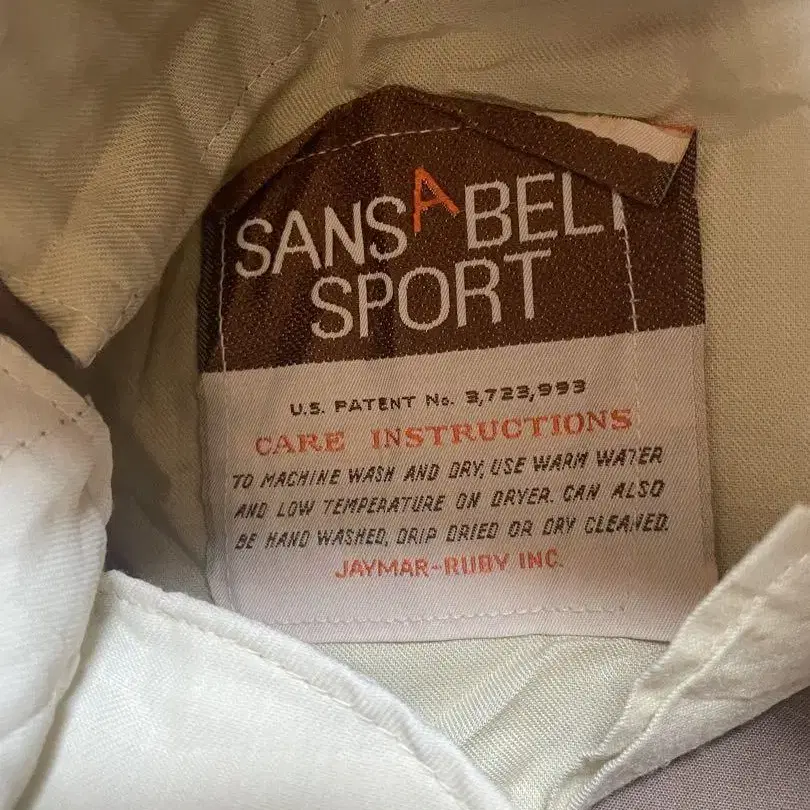 SANSABELT
SPORT
U.S. PATENT No. 3,723,993
CARE INSTRUCTIONS
TO MACHINE WASH AND DRY, USE WARM WATER
AND LOW TEMPERATURE ON DRYER. CAN ALSO
BE HAND WASHED, DRIP DRIED OR DRY CLEANED.
JAYMAR-RUBY INC.